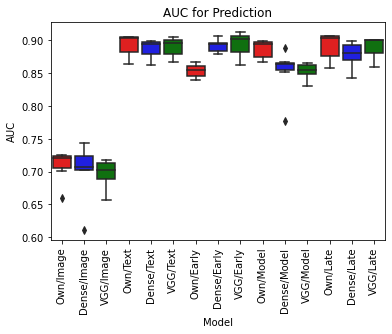 AUC for Prediction
AUC
0.90
0.85
0.80
0.75
0.70
0.65
0.60
Own/Image
Dense/Image
VGG/Image
Own/Text
Dense/Text
VGG/Text
Own/Early
Dense/Early
VGG/Early
Own/Model
Dense/Model
VGG/Model
Own/Late
Dense/Late
VGG/Late
Model